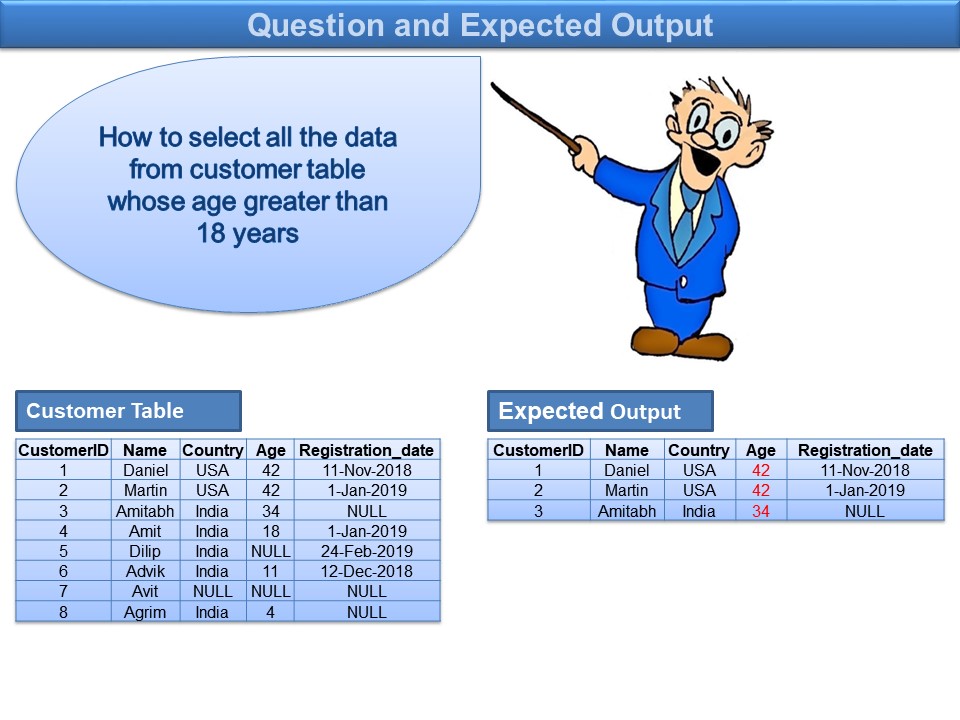 Question and Expected Output
How to select all the data
from customer table
whose age greater than
18 years
Customer Table
CustomerID Name Country Age Registration_date
1 Daniel USA 42 11-Nov-2018
2 Martin USA 42 1-Jan-2019
3 Amitabh India 34 NULL
4 Amit India 18 1-Jan-2019
5 Dilip India NULL 24-Feb-2019
6 Advik India 11 12-Dec-2018
7 Avit NULL NULL NULL
8 Agrim India 4 NULL
Expected Output
CustomerID Name Country Age Registration_date
1 Daniel USA 42 11-Nov-2018
2 Martin USA 42 1-Jan-2019
3 Amitabh India 34 NULL